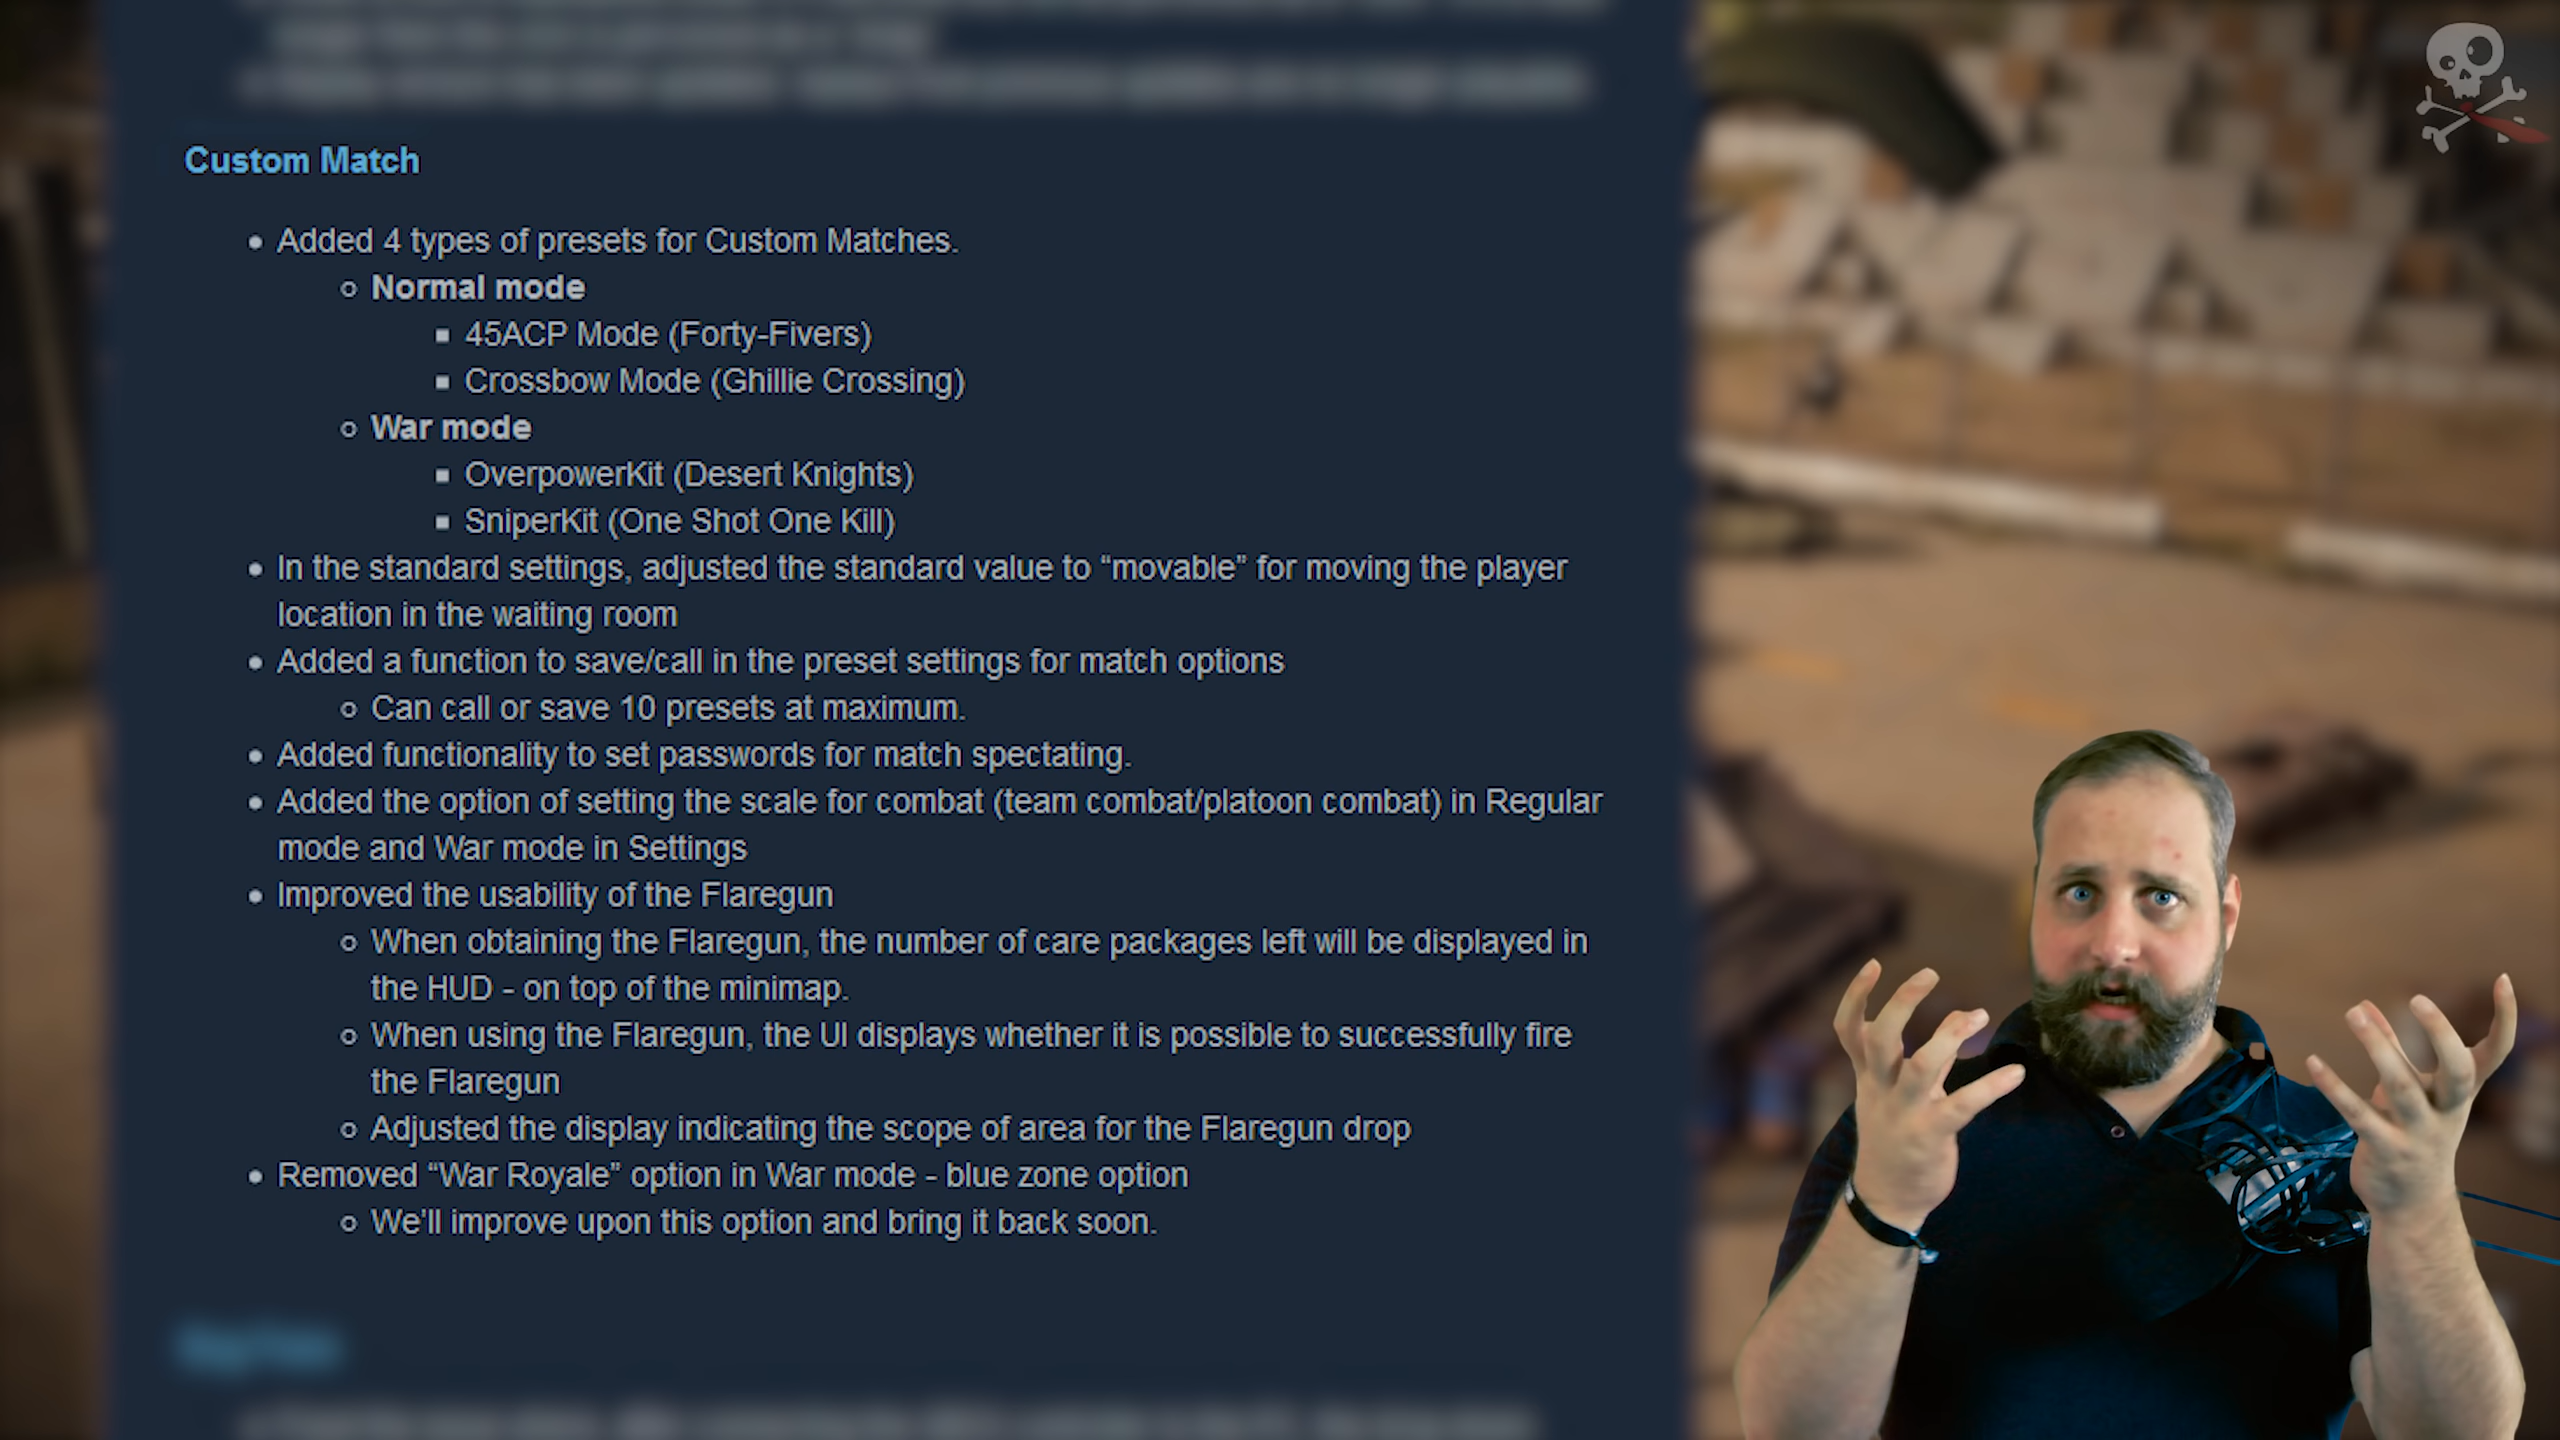 Custom Match
Added 4 types of presets for Custom Matches.
Normal mode
45ACP Mode (Forty-Fivers)
Crossbow Mode (Ghillie Crossing)
War mode
OverpowerKit (Desert Knights)
SniperKit (One Shot One Kill)
In the standard settings, adjusted the standard value to “movable” for moving the player
location in the waiting room
Added a function to save/call in the preset settings for match options
Can call or save 10 presets at maximum.
Added functionality to set passwords for match spectating.
Added the option of setting the scale for combat (team combat/platoon combat) in Regular
mode and War mode in Settings
Improved the usability of the Flaregun
When obtaining the Flaregun, the number of care packages left will be displayed in
the HUD - on top of the minimap.
When using the Flaregun, the UI displays whether it is possible to successfully fire
the Flaregun
Adjusted the display indicating the scope of area for the Flaregun drop
Removed “War Royale” option in War mode - blue zone option
We’ll improve upon this option and bring it back soon.